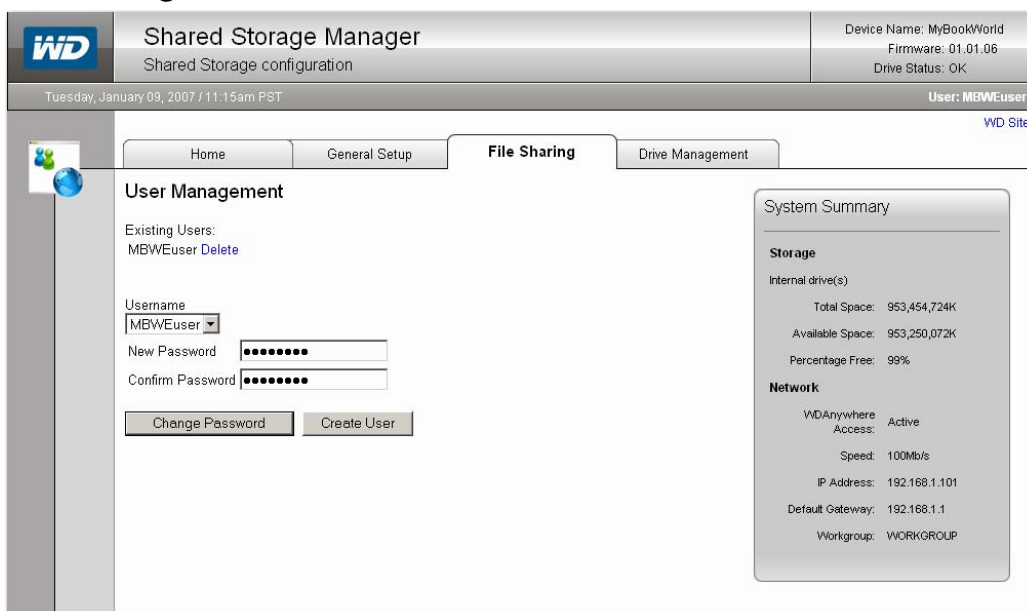 WD
Shared Storage Manager
Shared Storage configuration
Device Name: MyBookWorld
Firmware: 01.01.06
Drive Status: OK
Tuesday, January 09, 2007 / 11:15am PST
User: MBWEuser
WD Site
Home
General Setup
File Sharing
Drive Management
User Management
Existing Users:
MBWEuser Delete
Username
MBWEuser
New Password ●●●●●●●●
Confirm Password ●●●●●●●●
Change Password
Create User
System Summary
Storage
Internal drive(s)
Total Space: 953,454,724K
Available Space: 953,250,072K
Percentage Free: 99%
Network
WDAnywhere Access: Active
Speed: 100Mb/s
IP Address: 192.168.1.101
Default Gateway: 192.168.1.1
Workgroup: WORKGROUP